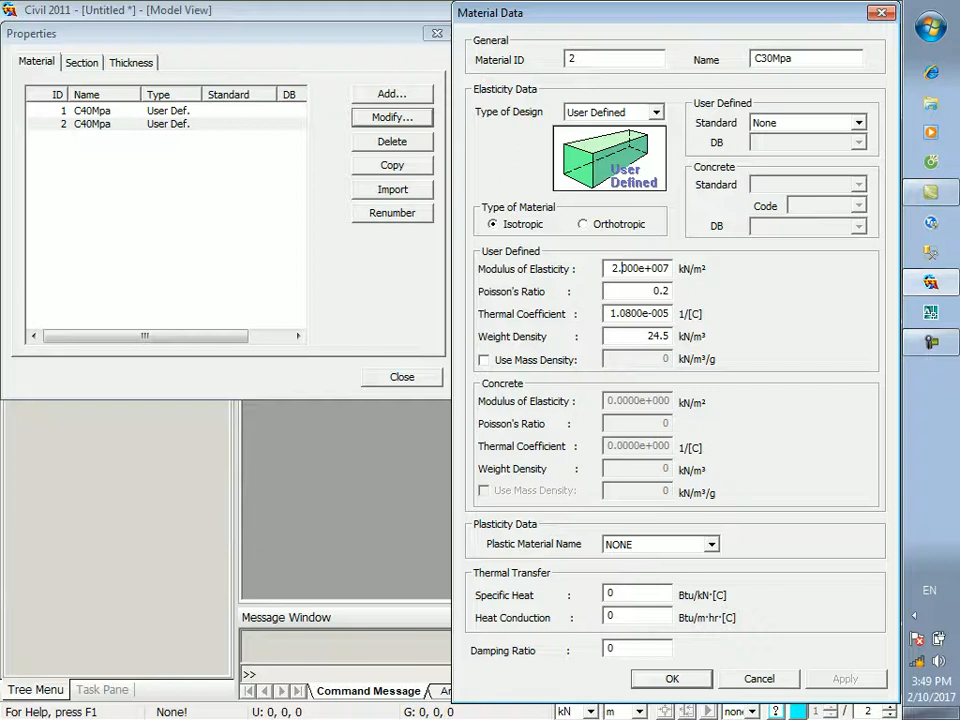 Civil 2011 - [Untitled *] - [Model View]
Properties
Material
Section
Thickness
ID Name Type Standard DB
1 C40Mpa User Def.
2 C40Mpa User Def.
Add...
Modify...
Delete
Copy
Import
Renumber
Close
Message Window
>>
Tree Menu
Task Pane
Command Message
For Help, press F1
None!
U: 0, 0, 0
G: 0, 0, 0
kN
m
none
?
1 / 2
Material Data
General
Material ID 2 Name C30Mpa
Elasticity Data
Type of Design User Defined
User Defined
User Defined
Standard None
DB
Concrete
Standard
Code
DB
Type of Material
Isotropic Orthotropic
User Defined
Modulus of Elasticity : 2.000e+007 kN/m²
Poisson's Ratio : 0.2
Thermal Coefficient : 1.0800e-005 1/[C]
Weight Density : 24.5 kN/m³
Use Mass Density: 0 kN/m³/g
Concrete
Modulus of Elasticity : 0.0000e+000 kN/m²
Poisson's Ratio : 0
Thermal Coefficient : 0.0000e+000 1/[C]
Weight Density : 0 kN/m³
Use Mass Density: 0 kN/m³/g
Plasticity Data
Plastic Material Name NONE
Thermal Transfer
Specific Heat : 0 Btu/kN·[C]
Heat Conduction : 0 Btu/m·hr·[C]
Damping Ratio : 0
OK
Cancel
Apply
EN
3:49 PM
2/10/2017